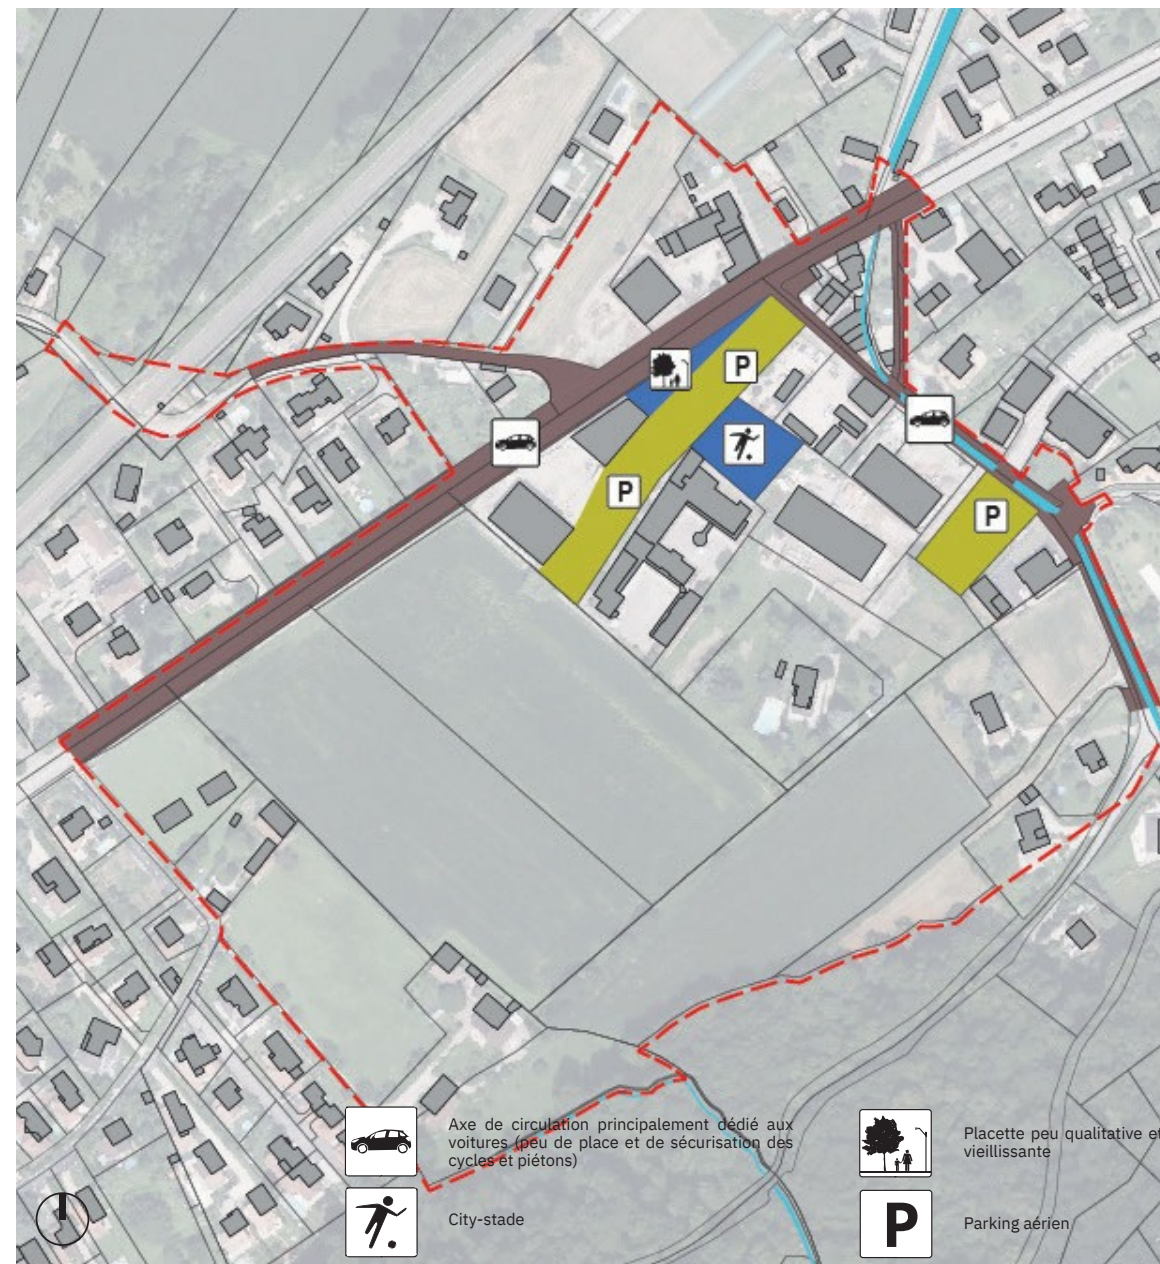 P
P
P
Axe de circulation principalement dédié aux
voitures (peu de place et de sécurisation des
cycles et piétons)
Placette peu qualitative et
vieillissante
City-stade
P
Parking aérien